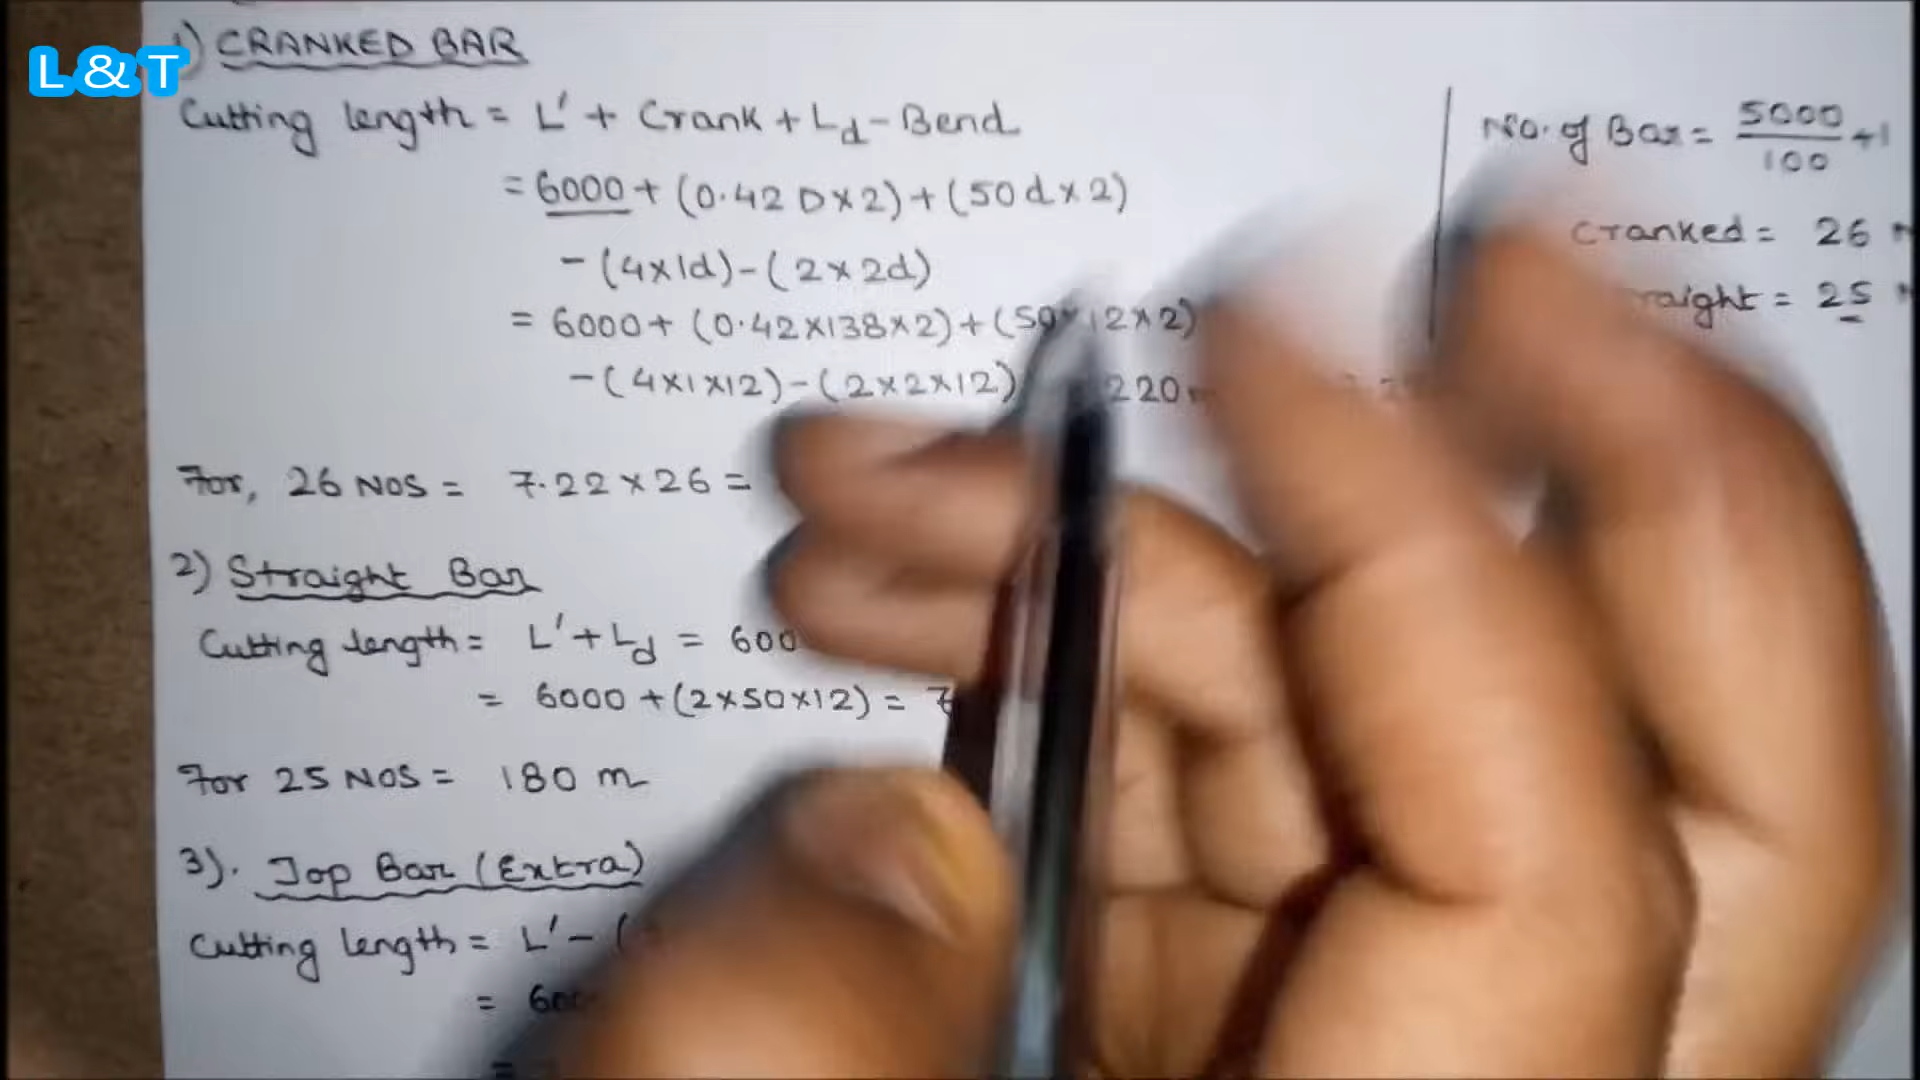 1) CRANKED BAR
L&T
Cutting length = L' + Crank + Ld - Bend
= 6000 + (0.42 D×2) + (50d×2)
- (4×1d) - (2×2d)
= 6000 + (0.42×138×2) + (50×12×2)
- (4×1×12) - (2×2×12) 220
For, 26 NOS = 7.22×26 =
2) Straight Bar
Cutting length = L' + Ld = 600
= 6000 + (2×50×12) = 7
For 25 NOS = 180 m
3). Top Bar (Extra)
Cutting length = L' - (
= 600
=
No. of Bar = 5000/100 + 1
Cranked = 26
raight = 25